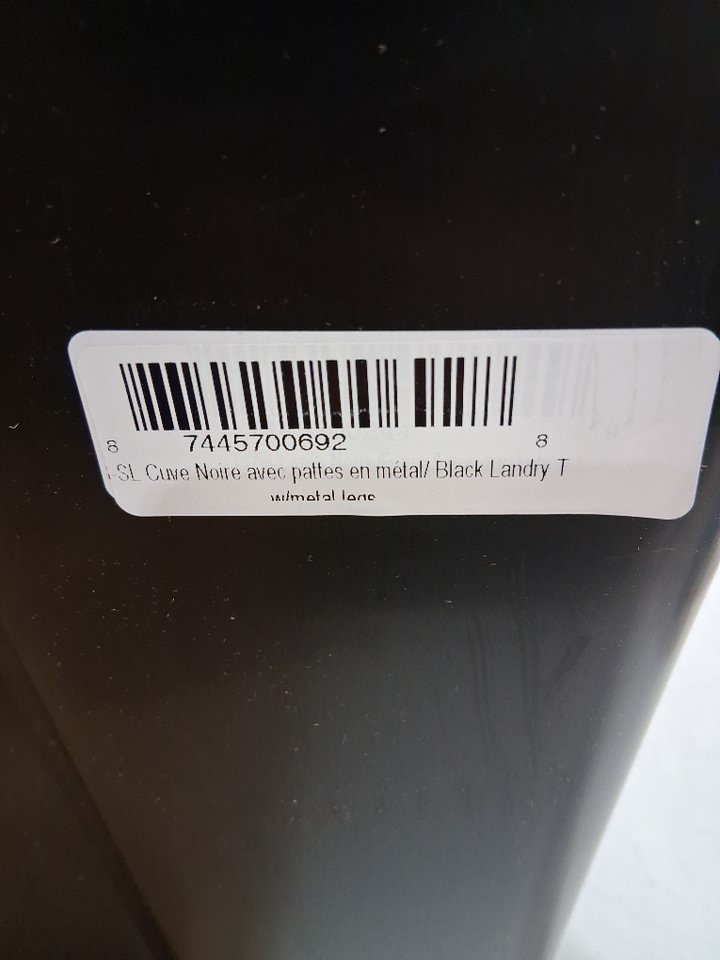 8 7445700692 8
-SL Cuve Noire avec pattes en métal/ Black Landry T
w/metal legs